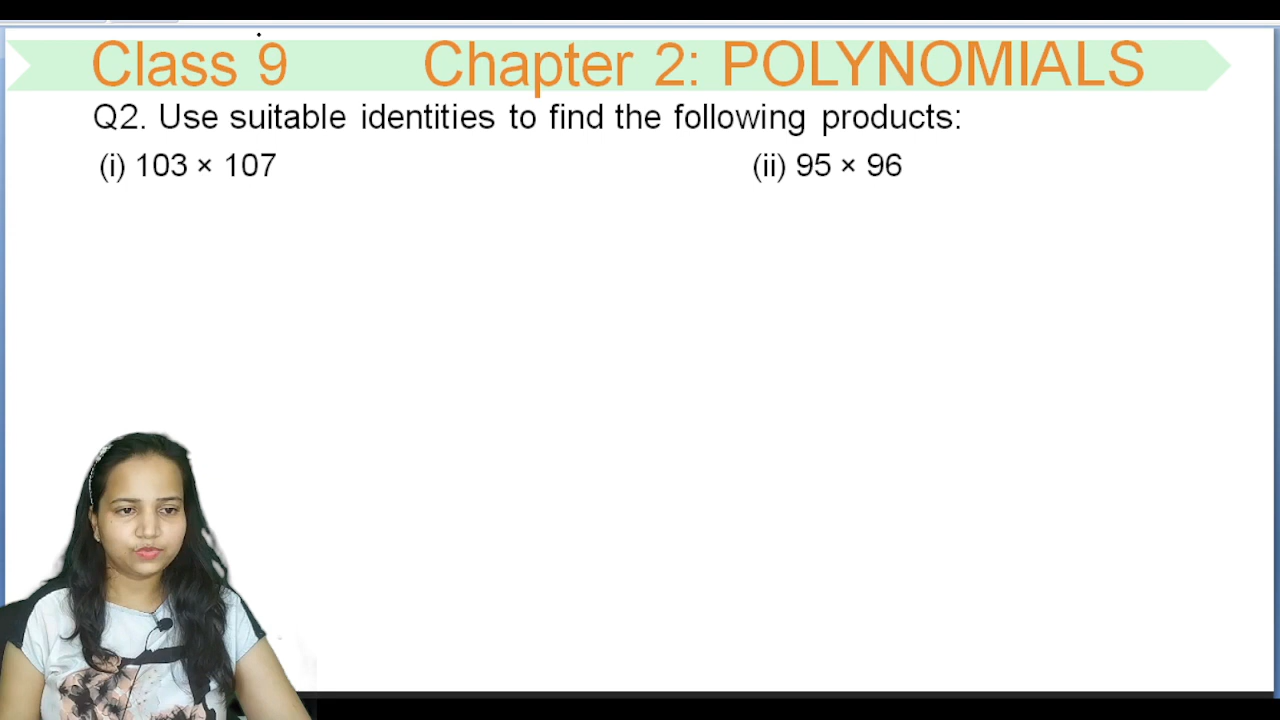 Class 9 Chapter 2: POLYNOMIALS
Q2. Use suitable identities to find the following products:
(i) 103 × 107 (ii) 95 × 96